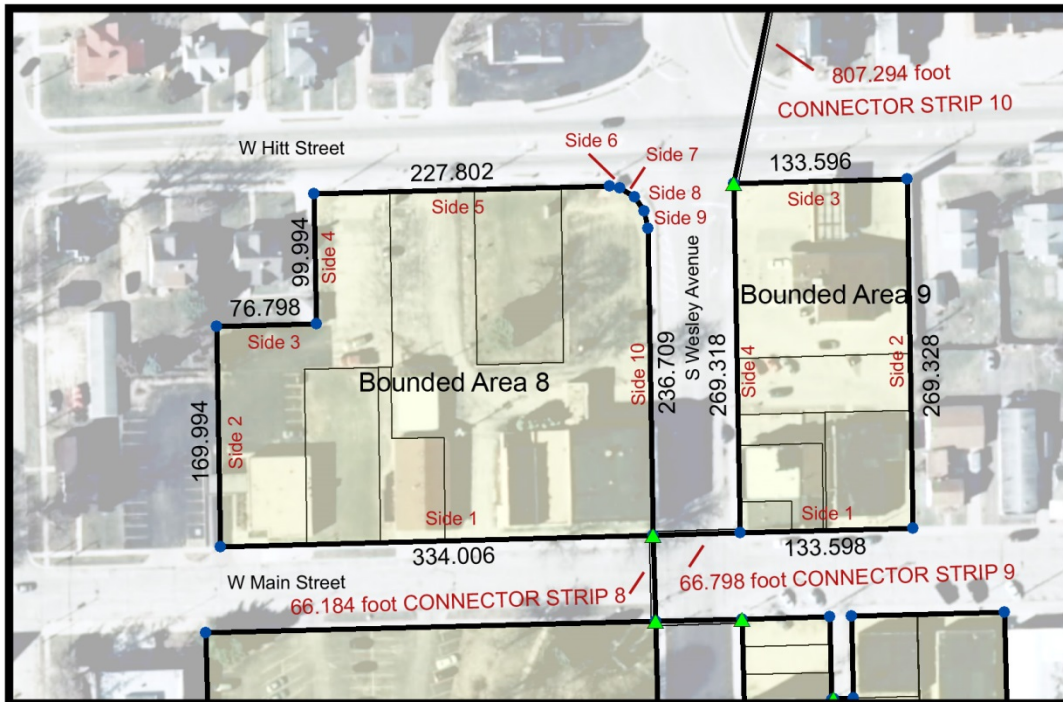 807.294 foot
CONNECTOR STRIP 10
W Hitt Street
Side 6
Side 7
227.802
133.596
Side 5
Side 8
Side 3
Side 9
99.994
Side 4
S Wesley Avenue
76.798
Bounded Area 9
Side 3
Side 10
236.709
269.318
Side 4
Side 2
269.328
Bounded Area 8
169.994
Side 2
Side 1
Side 1
334.006
133.598
W Main Street
66.184 foot CONNECTOR STRIP 8
66.798 foot CONNECTOR STRIP 9